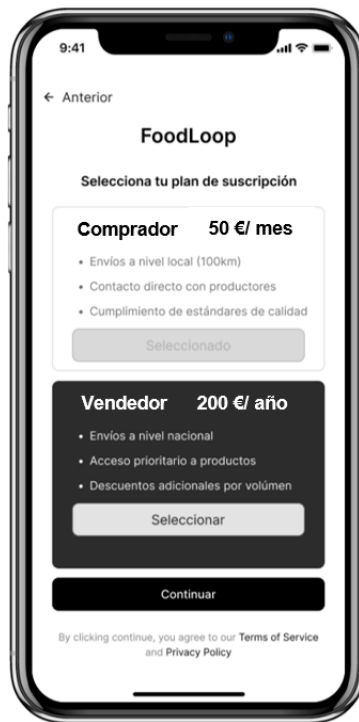 9:41
← Anterior
FoodLoop
Selecciona tu plan de suscripción
Comprador 50 €/ mes
• Envíos a nivel local (100km)
• Contacto directo con productores
• Cumplimiento de estándares de calidad
Seleccionado
Vendedor 200 €/ año
• Envíos a nivel nacional
• Acceso prioritario a productos
• Descuentos adicionales por volúmen
Seleccionar
Continuar
By clicking continue, you agree to our Terms of Service
and Privacy Policy